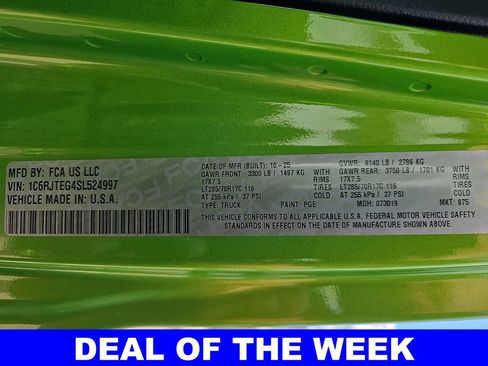 MFD BY: FCA US LLC
VIN: 1C6RJTEG4SL524997
VEHICLE MADE IN: U.S.A.
DATE OF MFR (BUILT): 10-25
GVWR: 6140 LB / 2786 KG
GAWR FRONT: 3300 LB / 1497 KG
GAWR REAR: 3750 LB / 1701 KG
17X7.5
17X7.5
LT285/70R17C 116
TIRES
LT285/70R17C 116
TIRES
AT 255 kPa / 37 PSI
COLD
AT 255 kPa / 37 PSI
COLD
TYPE: TRUCK
PAINT: PGE
MDH: 073019
MKT: 875
THIS VEHICLE CONFORMS TO ALL APPLICABLE U.S.A. FEDERAL MOTOR VEHICLE SAFETY
STANDARDS IN EFFECT ON THE DATE OF MANUFACTURE SHOWN ABOVE.
DEAL OF THE WEEK